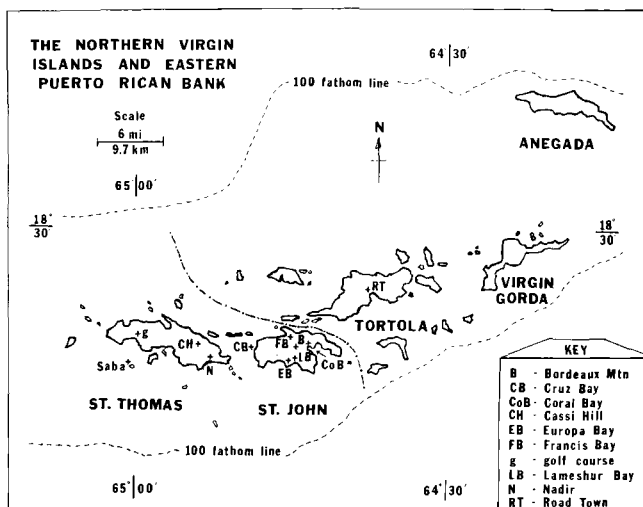 THE NORTHERN VIRGIN
ISLANDS AND EASTERN
PUERTO RICAN BANK
64° 30'
100 fathom line
Scale
6 mi
9.7 km
N
ANEGADA
65° 00'
18°
30
18°
30
RT
VIRGIN
GORDA
TORTOLA
g
CH
CB
FB
B
LB
CoB
EB
N
Saba
ST. THOMAS
ST. JOHN
100 fathom line
65° 00'
64° 30'
KEY
B - Bordeaux Mtn
CB - Cruz Bay
CoB - Coral Bay
CH - Cassi Hill
EB - Europa Bay
FB - Francis Bay
g - golf course
LB - Lameshur Bay
N - Nadir
RT - Road Town